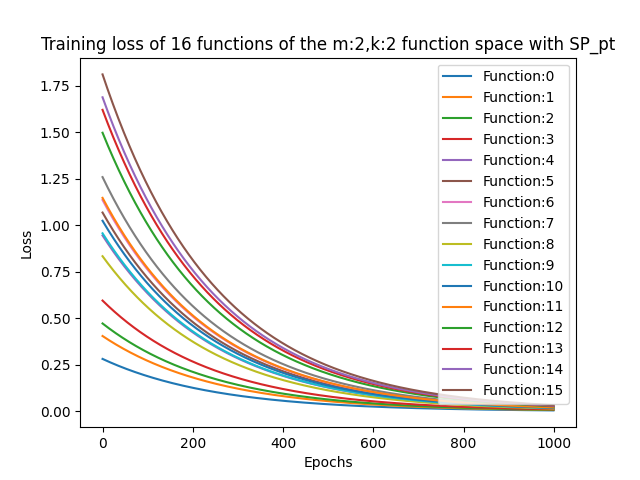 Training loss of 16 functions of the m:2,k:2 function space with SP_pt
Loss
1.75
1.50
1.25
1.00
0.75
0.50
0.25
0.00
0
200
400
600
800
1000
Epochs
Function:0
Function:1
Function:2
Function:3
Function:4
Function:5
Function:6
Function:7
Function:8
Function:9
Function:10
Function:11
Function:12
Function:13
Function:14
Function:15